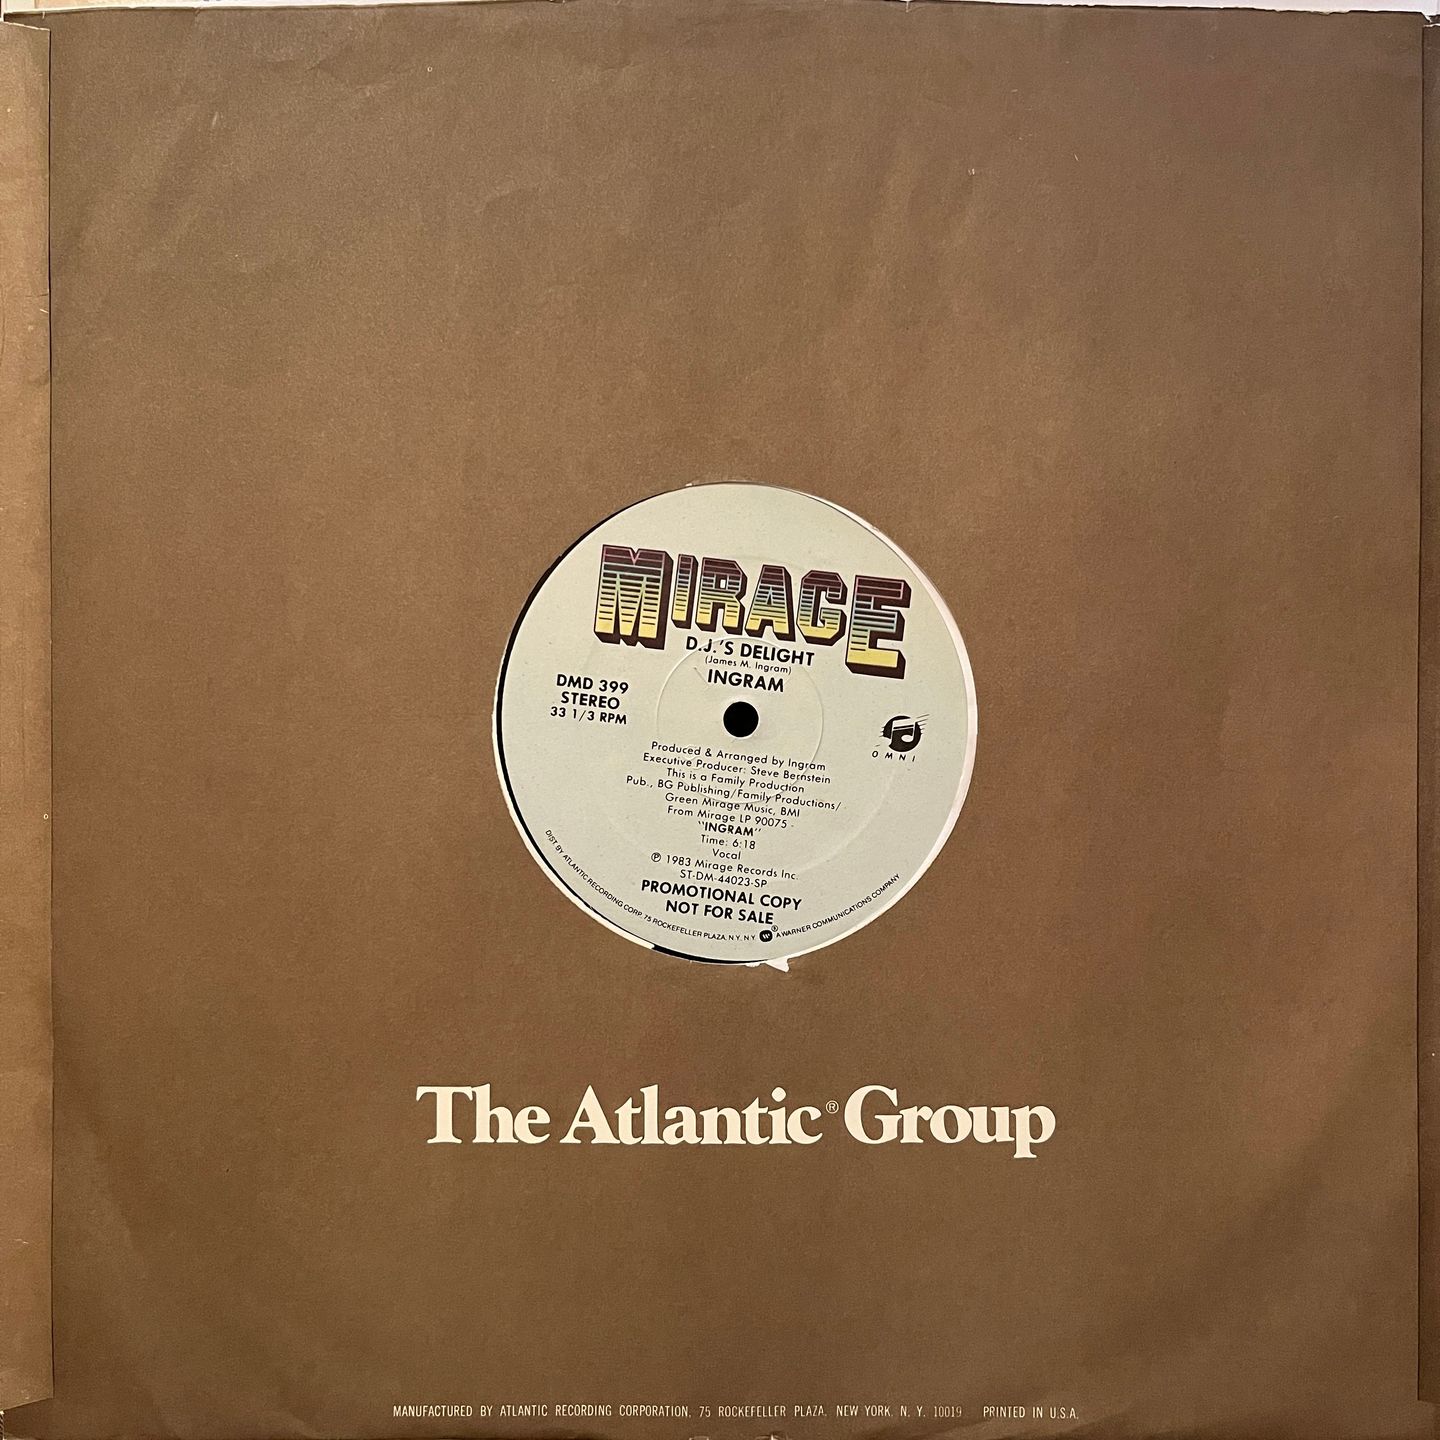 MIRAGE
D.J.'S DELIGHT
(James M. Ingram)
INGRAM
DMD 399
STEREO
33 1/3 RPM
OMNI
Produced & Arranged by Ingram
Executive Producer: Steve Bernstein
This is a Family Production
Pub., BG Publishing/Family Productions/
Green Mirage Music, BMI
From Mirage LP 90075 -
"INGRAM"
Time: 6:18
Vocal
℗ 1983 Mirage Records Inc.
ST-DM-44023-SP
PROMOTIONAL COPY
NOT FOR SALE
DIST. BY ATLANTIC RECORDING CORP. 75 ROCKEFELLER PLAZA, N.Y. N.Y. ® A WARNER COMMUNICATIONS COMPANY
The Atlantic® Group
MANUFACTURED BY ATLANTIC RECORDING CORPORATION, 75 ROCKEFELLER PLAZA, NEW YORK, N. Y. 10019 PRINTED IN U.S.A.